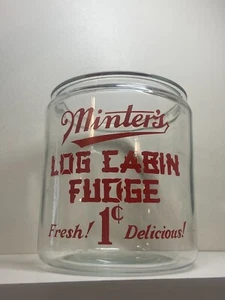 Minter's
LOG CABIN
FUDGE
Fresh! 1¢ Delicious!